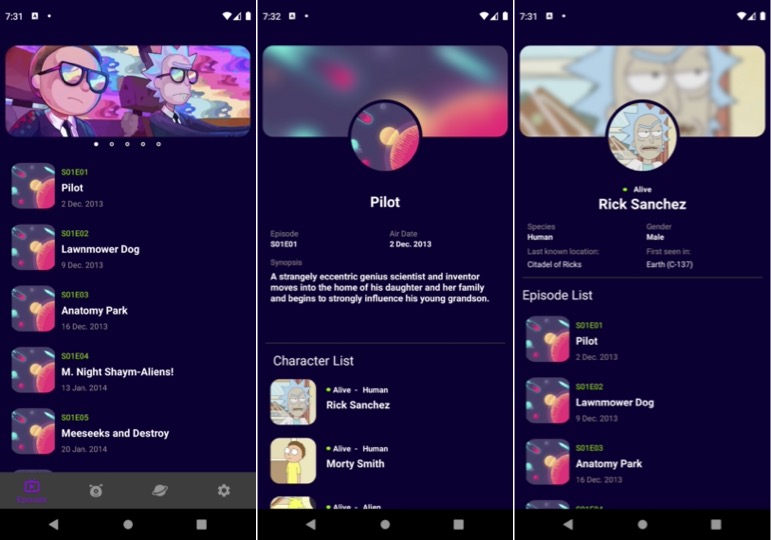 7:31
S01E01
Pilot
2 Dec. 2013
S01E02
Lawnmower Dog
9 Dec. 2013
S01E03
Anatomy Park
16 Dec. 2013
S01E04
M. Night Shaym-Aliens!
13 Jan. 2014
S01E05
Meeseeks and Destroy
20 Jan. 2014
Episode
7:32
Pilot
Episode
Air Date
S01E01
2 Dec. 2013
Synopsis
A strangely eccentric genius scientist and inventor
moves into the home of his daughter and her family
and begins to strongly influence his young grandson.
Character List
Alive - Human
Rick Sanchez
Alive - Human
Morty Smith
Alive - Alien
7:31
Alive
Rick Sanchez
Species
Gender
Human
Male
Last known location:
First seen in:
Citadel of Ricks
Earth (C-137)
Episode List
S01E01
Pilot
2 Dec. 2013
S01E02
Lawnmower Dog
9 Dec. 2013
S01E03
Anatomy Park
16 Dec. 2013